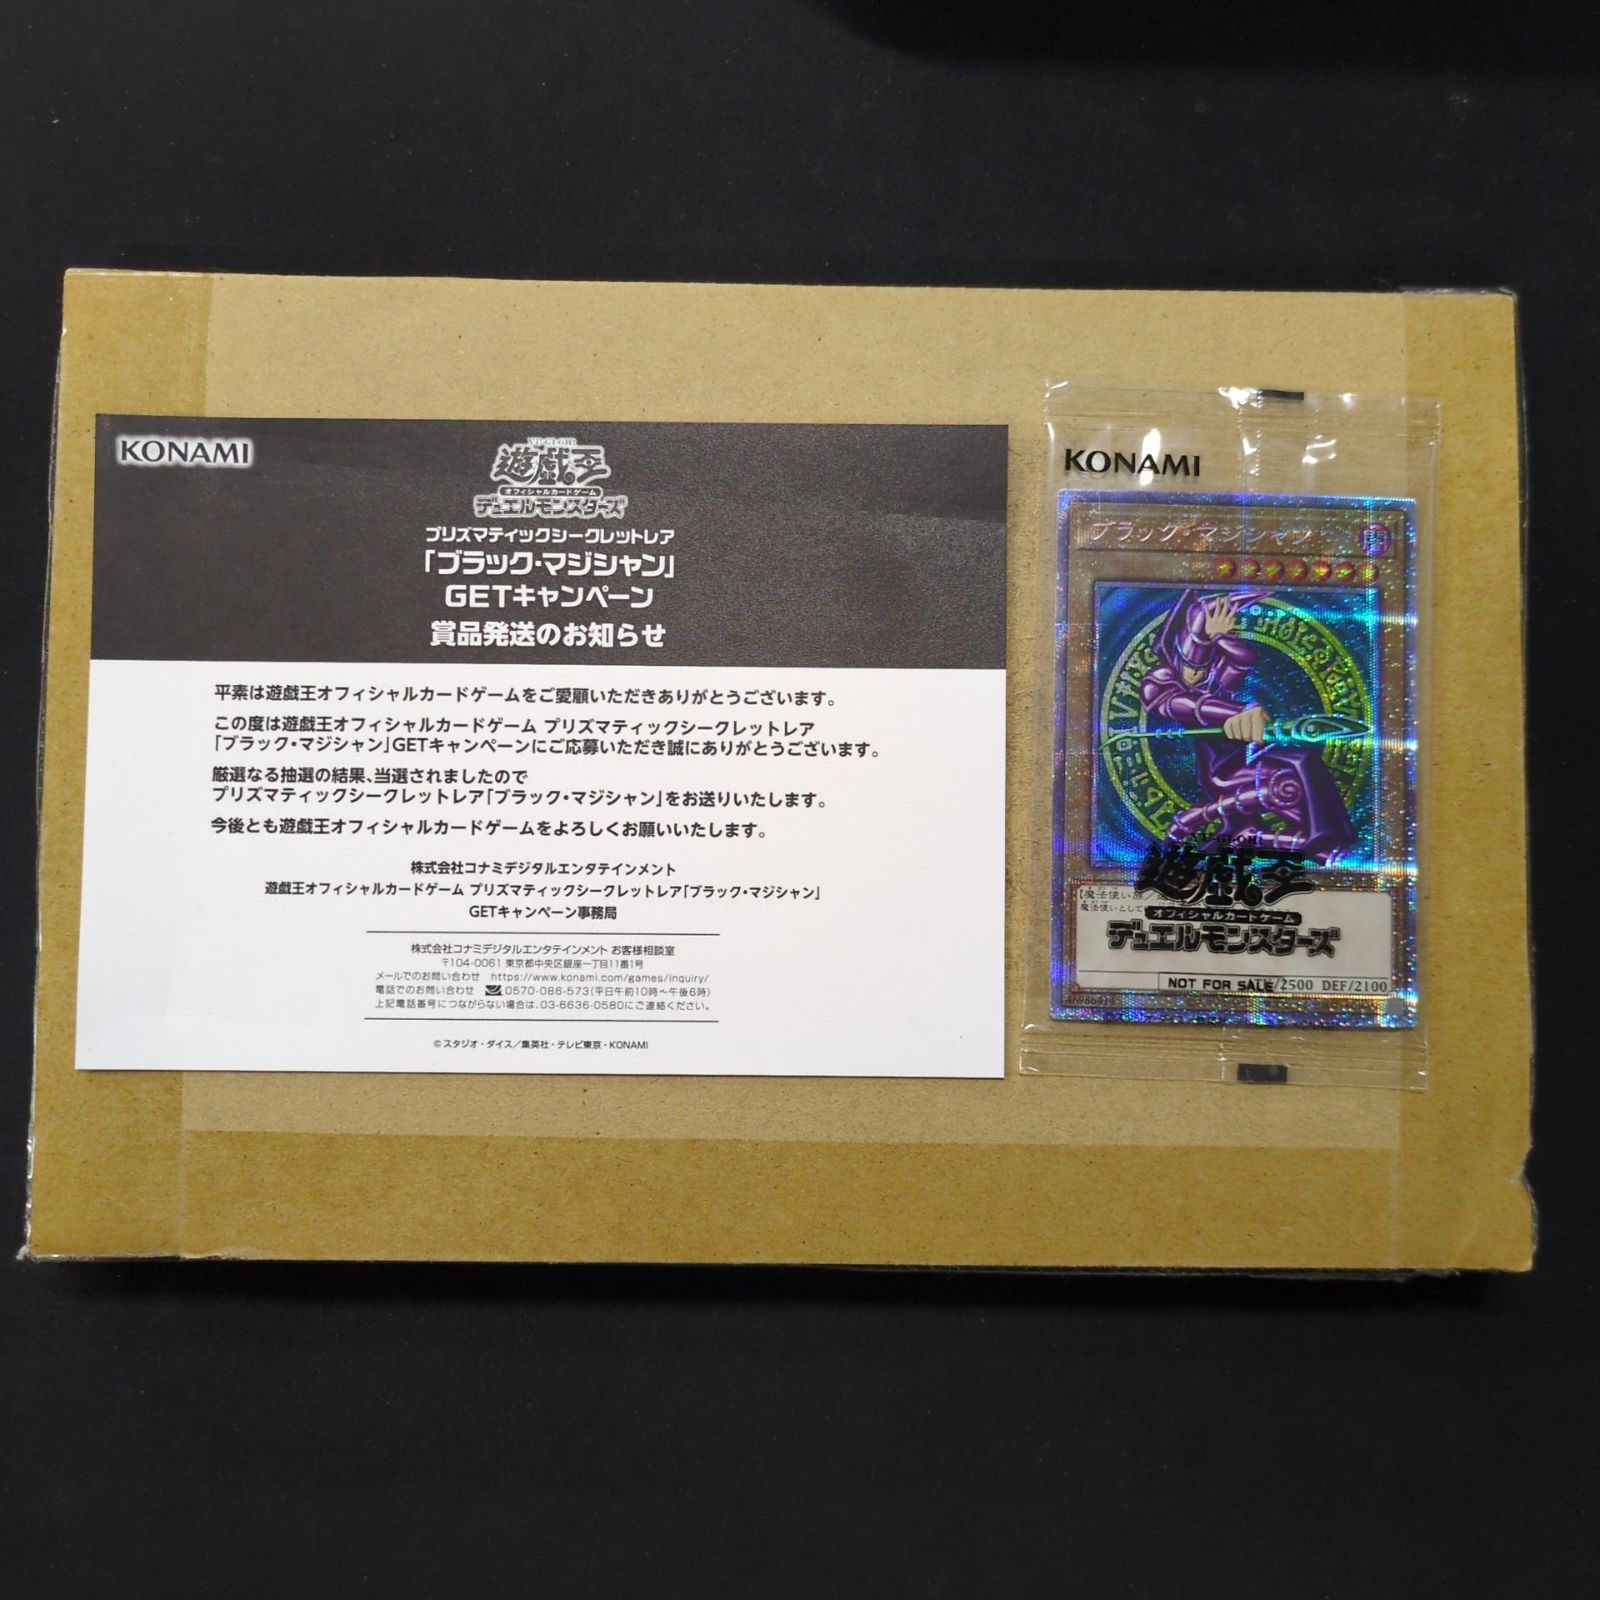 KONAMI
YU-GI-OH!
遊戯王
オフィシャルカードゲーム
デュエルモンスターズ
プリズマティックシークレットレア
「ブラック・マジシャン」
GETキャンペーン
賞品発送のお知らせ
平素は遊戯王オフィシャルカードゲームをご愛顧いただきありがとうございます。
この度は遊戯王オフィシャルカードゲーム プリズマティックシークレットレア
「ブラック・マジシャン」GETキャンペーンにご応募いただき誠にありがとうございます。
厳選なる抽選の結果、当選されましたので
プリズマティックシークレットレア「ブラック・マジシャン」をお送りいたします。
今後とも遊戯王オフィシャルカードゲームをよろしくお願いいたします。
株式会社コナミデジタルエンタテインメント
遊戯王オフィシャルカードゲーム プリズマティックシークレットレア「ブラック・マジシャン」
GETキャンペーン事務局
株式会社コナミデジタルエンタテインメント お客様相談室
〒104-0061 東京都中央区銀座一丁目11番1号
メールでのお問い合わせ https://www.konami.com/games/inquiry/
電話でのお問い合わせ 0570-086-573(平日午前10時～午後6時)
上記電話番号につながらない場合は、03-6636-0580にご連絡ください。
©スタジオ・ダイス／集英社・テレビ東京・KONAMI
KONAMI
ブラック・マジシャン
闇
YU-GI-OH!
遊戯王
【魔法使い族／
魔法使いとして
オフィシャルカードゲーム
デュエルモンスターズ
NOT FOR SALE
/2500 DEF/2100